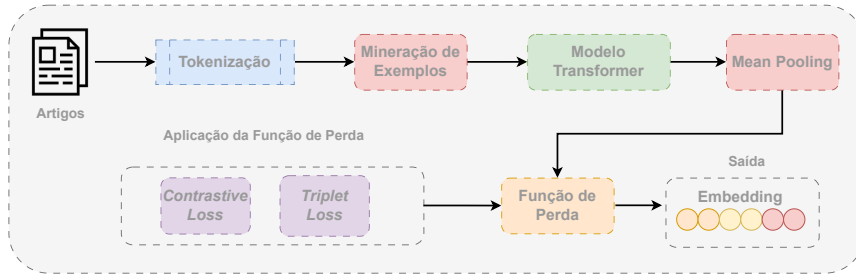 Artigos
Tokenização
Mineração de
Exemplos
Modelo
Transformer
Mean Pooling
Aplicação da Função de Perda
Contrastive
Loss
Triplet
Loss
Função de
Perda
Saída
Embedding